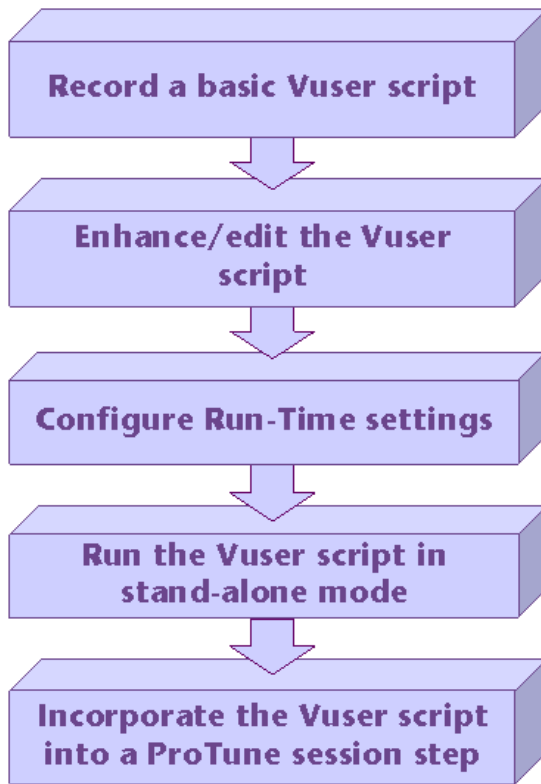 Record a basic Vuser script
Enhance/edit the Vuser
script
Configure Run-Time settings
Run the Vuser script in
stand-alone mode
Incorporate the Vuser script
into a ProTune session step